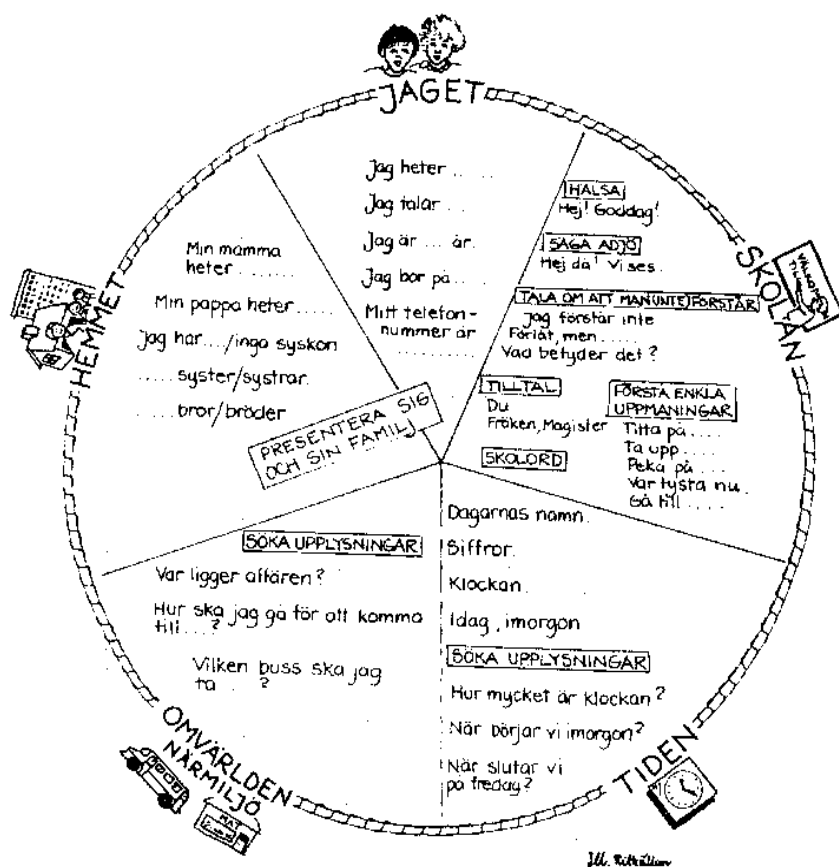 JAGET
Jag heter .....
Jag talar ...
Jag är ... år.
Jag bor på.....
Mitt telefon-
nummer är
..........
HÄLSA
Hej! Goddag!
SÄGA ADJÖ
Hej då! Vi ses.
TALA OM ATT MAN (INTE) FÖRSTÅR
Jag förstår inte
Förlåt, men.....
Vad betyder det?
TILLTAL
Du
Fröken, Magister
SKOLORD
FÖRSTÅ ENKLA
UPPMANINGAR
Titta på.....
Ta upp.....
Peka på....
Var tysta nu.
Gå till.....
SKOLAN
VÄLKOMMEN
TILL
Dagarnas namn.
Siffror.
Klockan.
Idag, imorgon
SÖKA UPPLYSNINGAR
Hur mycket är klockan?
När börjar vi imorgon?
När slutar vi
på fredag?
TIDEN
SÖKA UPPLYSNINGAR
Var ligger affären?
Hur ska jag gå för att komma
till....?
Vilken buss ska jag
ta ...?
OMVÄRLDEN
NÄRMILJÖ
MAT
Min mamma
heter........
Min pappa heter.....
Jag har..../inga syskon
.....syster/systrar.
.....bror/bröder
HEMMET
PRESENTERA SIG
OCH SIN FAMILJ
Ill.